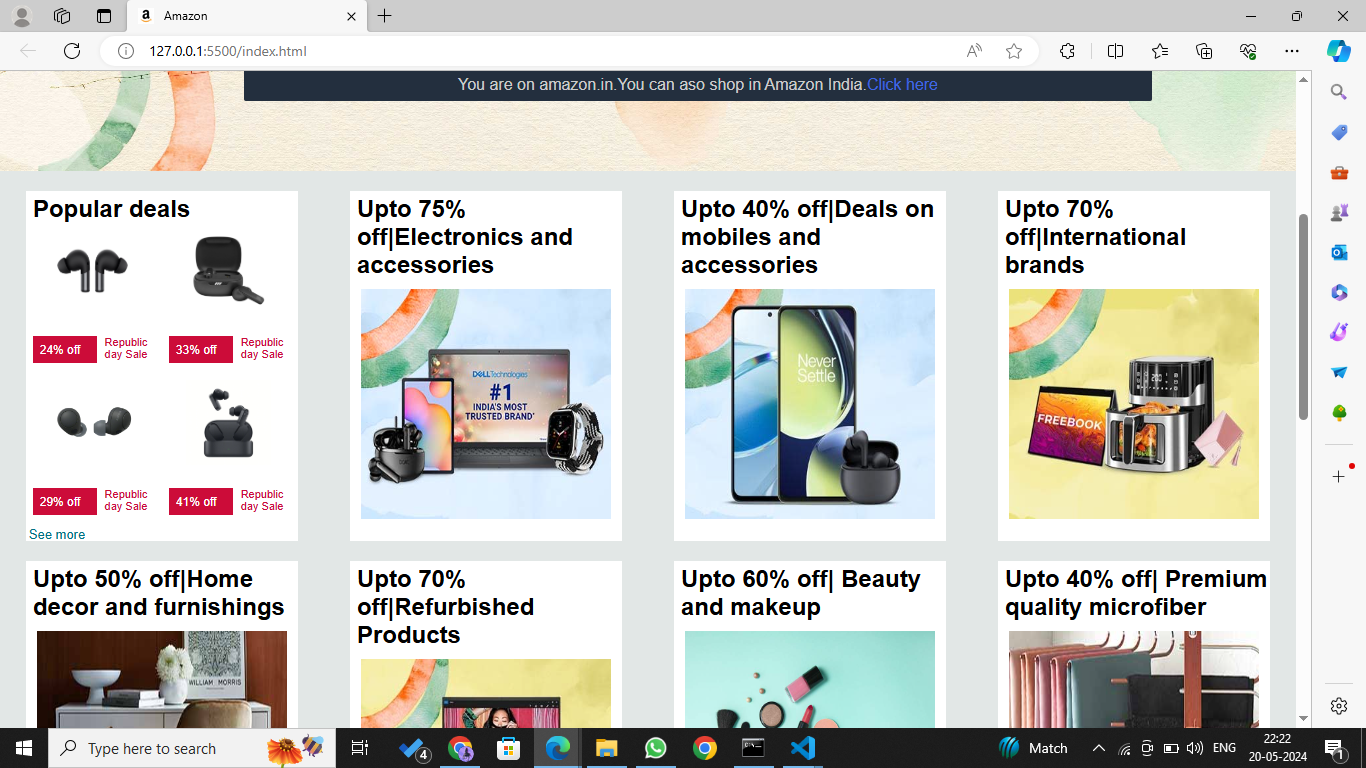 Amazon
127.0.0.1:5500/index.html
You are on amazon.in.You can aso shop in Amazon India.Click here
Popular deals
24% off
Republic
day Sale
33% off
Republic
day Sale
29% off
Republic
day Sale
41% off
Republic
day Sale
See more
Upto 75%
off|Electronics and
accessories
DELLTechnologies
#1
INDIA'S MOST
TRUSTED BRAND*
Upto 40% off|Deals on
mobiles and
accessories
Never
Settle
Upto 70%
off|International
brands
200
FREEBOOK
Upto 50% off|Home
decor and furnishings
WILLIAM MORRIS
Upto 70%
off|Refurbished
Products
Upto 60% off| Beauty
and makeup
Upto 40% off| Premium
quality microfiber
Type here to search
4
Match
ENG
22:22
20-05-2024
1